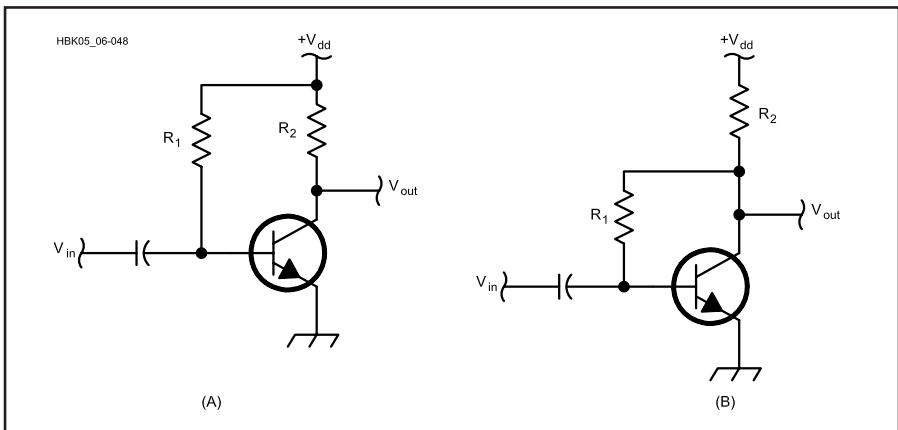 HBK05_06-048
+Vdd
R1
R2
Vout
Vin
(A)
+Vdd
R2
R1
Vout
Vin
(B)